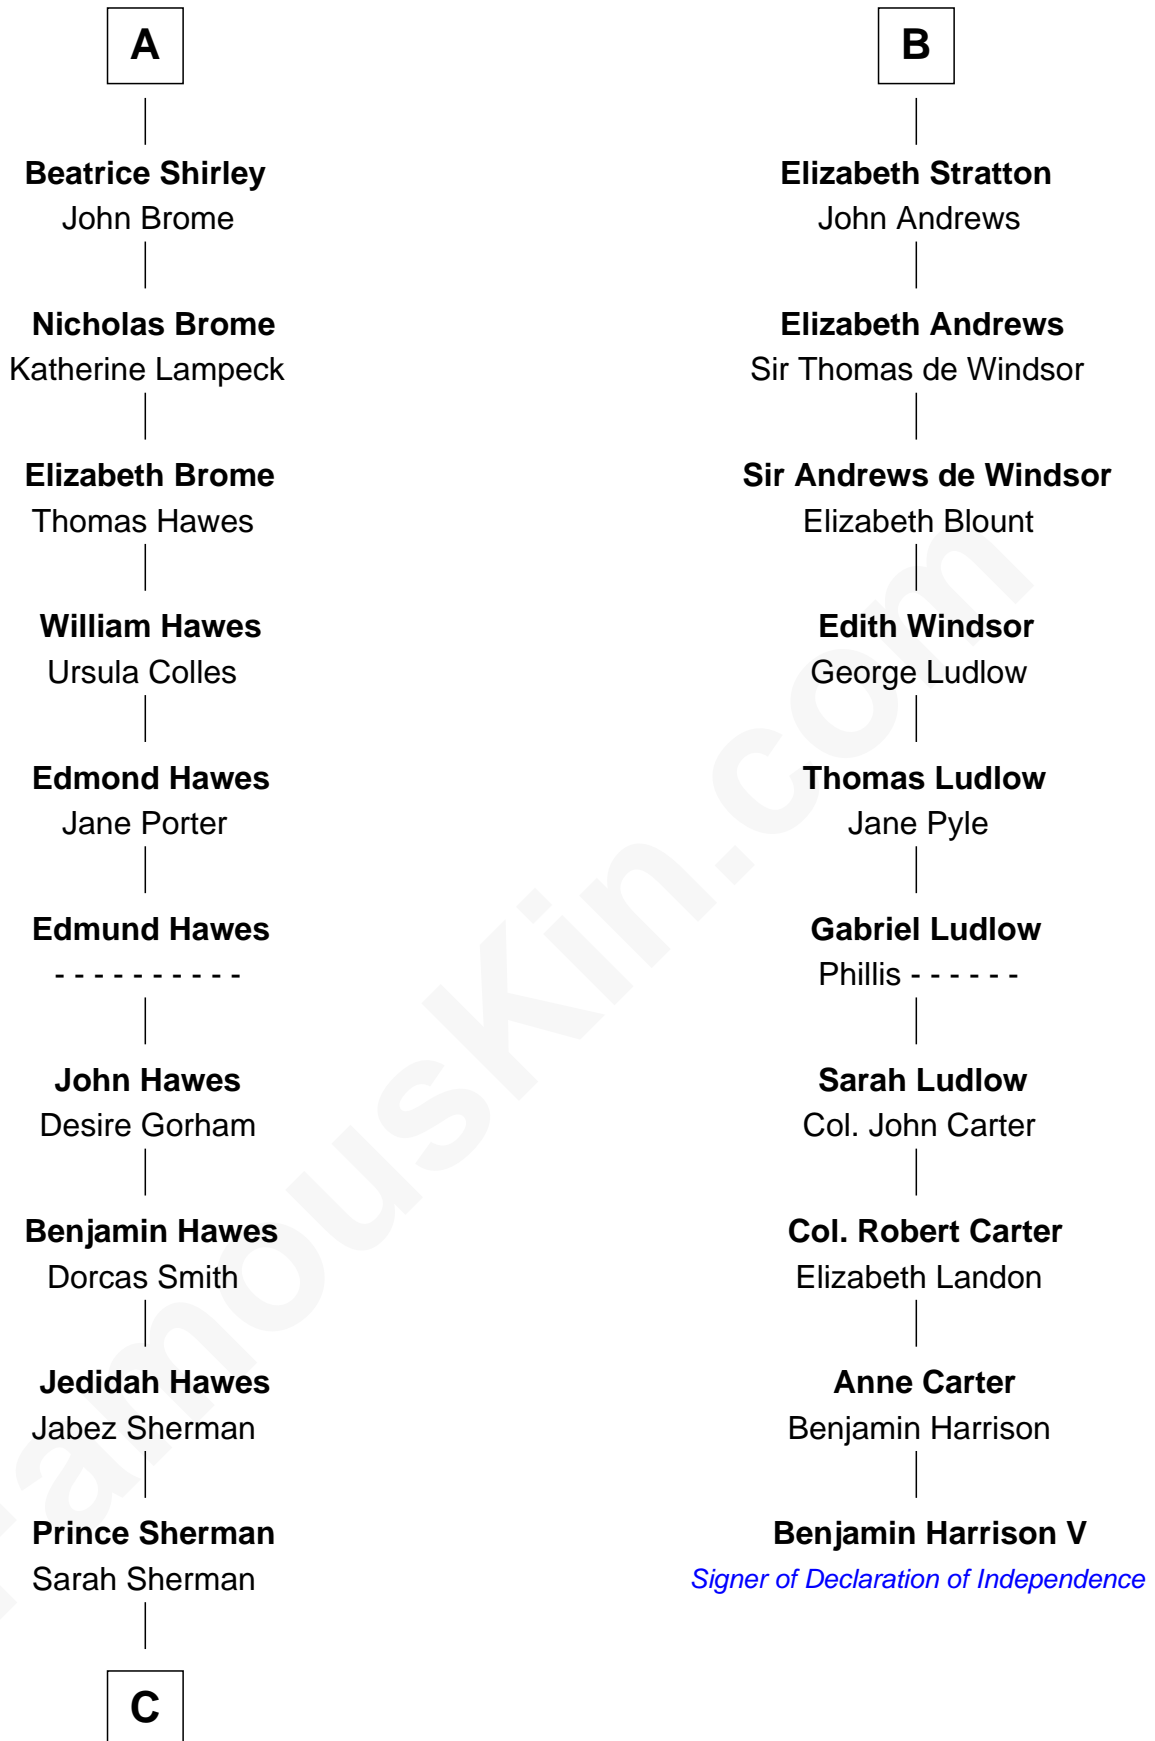 A
Beatrice Shirley
John Brome
Nicholas Brome
Katherine Lampeck
Elizabeth Brome
Thomas Hawes
William Hawes
Ursula Colles
Edmond Hawes
Jane Porter
Edmund Hawes
- - - - - - - - - -
John Hawes
Desire Gorham
Benjamin Hawes
Dorcas Smith
Jedidah Hawes
Jabez Sherman
Prince Sherman
Sarah Sherman
C
B
Elizabeth Stratton
John Andrews
Elizabeth Andrews
Sir Thomas de Windsor
Sir Andrews de Windsor
Elizabeth Blount
Edith Windsor
George Ludlow
Thomas Ludlow
Jane Pyle
Gabriel Ludlow
Phillis - - - - - -
Sarah Ludlow
Col. John Carter
Col. Robert Carter
Elizabeth Landon
Anne Carter
Benjamin Harrison
Benjamin Harrison V
Signer of Declaration of Independence
FamousKin.com